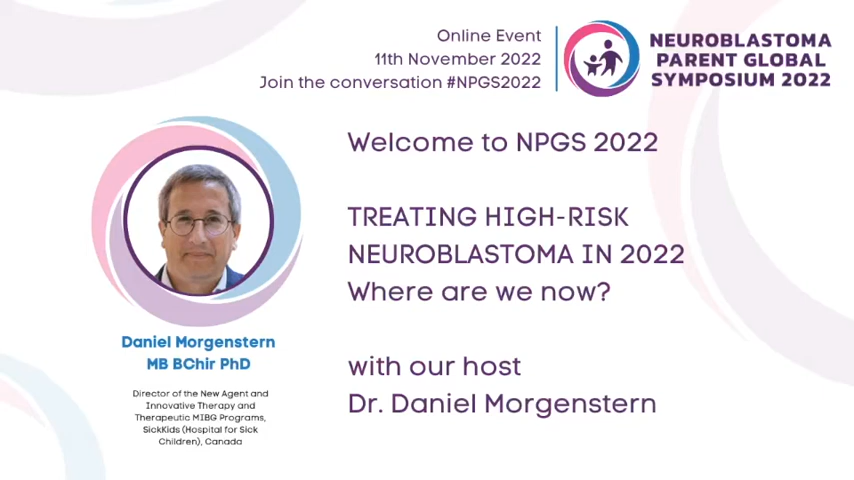 Online Event
11th November 2022
Join the conversation #NPGS2022
NEUROBLASTOMA
PARENT GLOBAL
SYMPOSIUM 2022
Welcome to NPGS 2022
TREATING HIGH-RISK
NEUROBLASTOMA IN 2022
Where are we now?
with our host
Dr. Daniel Morgenstern
Daniel Morgenstern
MB BChir PhD
Director of the New Agent and
Innovative Therapy and
Therapeutic MIBG Programs,
SickKids (Hospital for Sick
Children), Canada